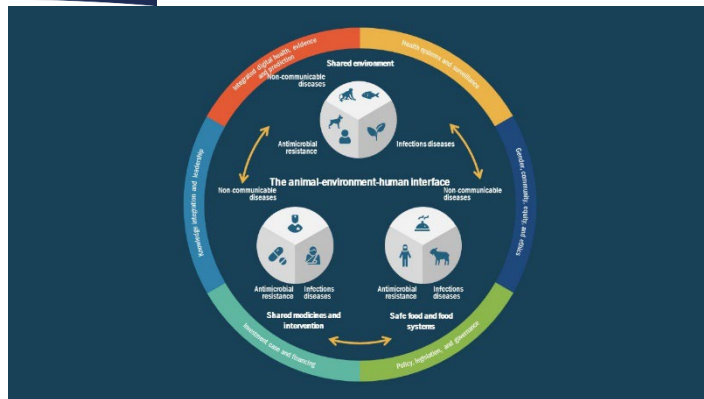 Integrated digital health, evidence
and prediction
Health systems and surveillance
Shared environment
Non-communicable
diseases
Antimicrobial
resistance
Infections diseases
Knowledge integration and leadership
Gender, community, equity, and ethics
The animal-environment-human interface
Non-communicable
diseases
Non-communicable
diseases
Antimicrobial
resistance
Infections
diseases
Antimicrobial
resistance
Infections
diseases
Shared medicines and
intervention
Safe food and food
systems
Investment case and financing
Policy, legislation, and governance